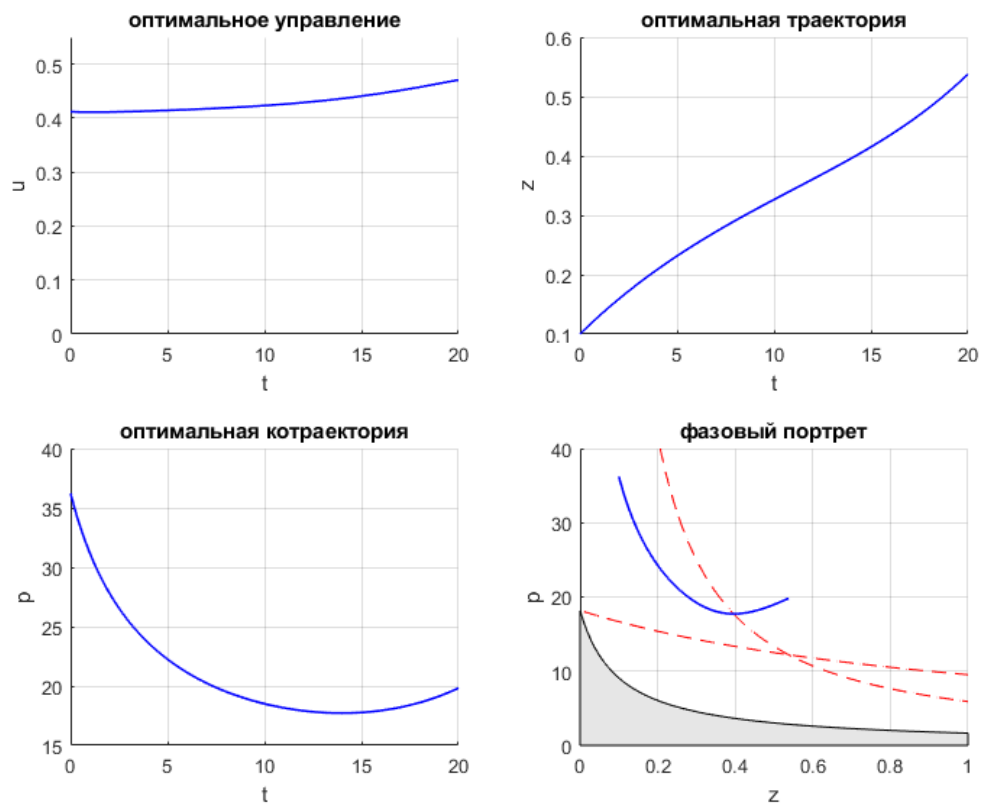 оптимальное управление
0.5
0.4
0.3
0.2
0.1
0
u
0 5 10 15 20
t
оптимальная траектория
0.6
0.5
0.4
0.3
0.2
0.1
z
0 5 10 15 20
t
оптимальная котраектория
40
35
30
25
20
15
p
0 5 10 15 20
t
фазовый портрет
40
30
20
10
0
p
0 0.2 0.4 0.6 0.8 1
z